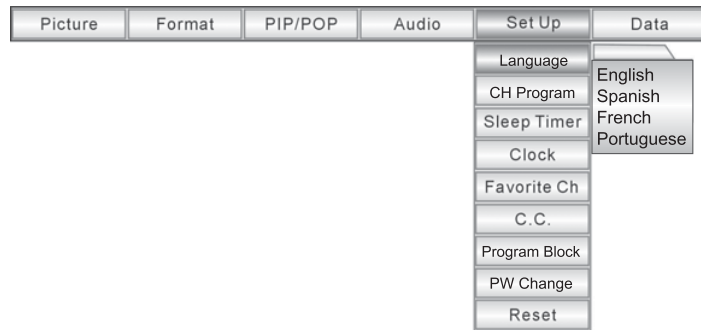 Picture Format PIP/POP Audio Set Up Data
Language
CH Program
Sleep Timer
Clock
Favorite Ch
C.C.
Program Block
PW Change
Reset
English
Spanish
French
Portuguese